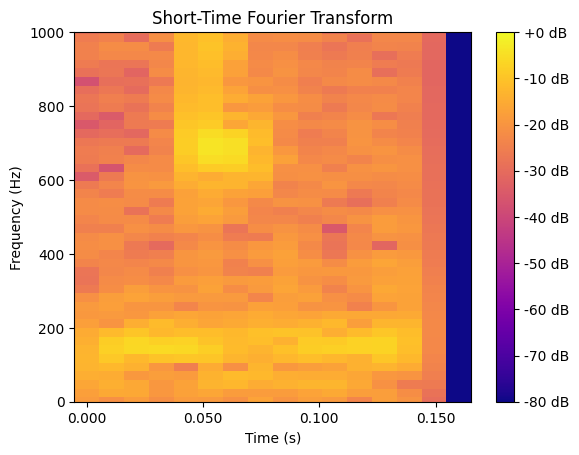 Short-Time Fourier Transform
1000
800
600
400
200
0
Frequency (Hz)
0.000
0.050
0.100
0.150
Time (s)
+0 dB
-10 dB
-20 dB
-30 dB
-40 dB
-50 dB
-60 dB
-70 dB
-80 dB